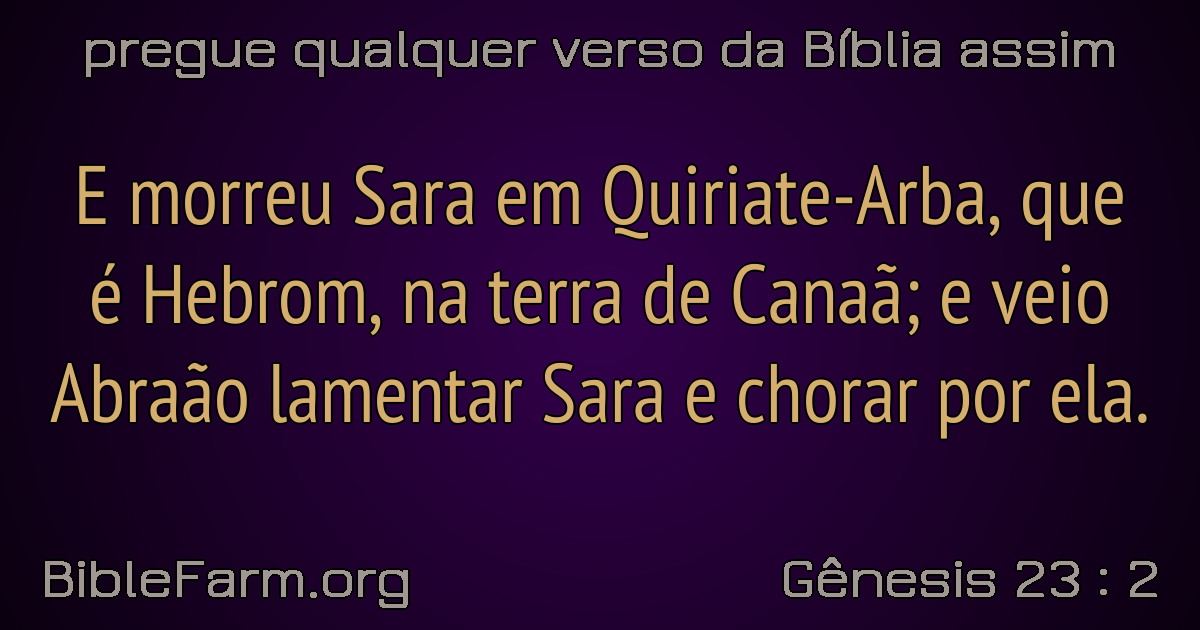 pregue qualquer verso da Bíblia assim
E morreu Sara em Quiriate-Arba, que
é Hebrom, na terra de Canaã; e veio
Abraão lamentar Sara e chorar por ela.
BibleFarm.org
Gênesis 23 : 2